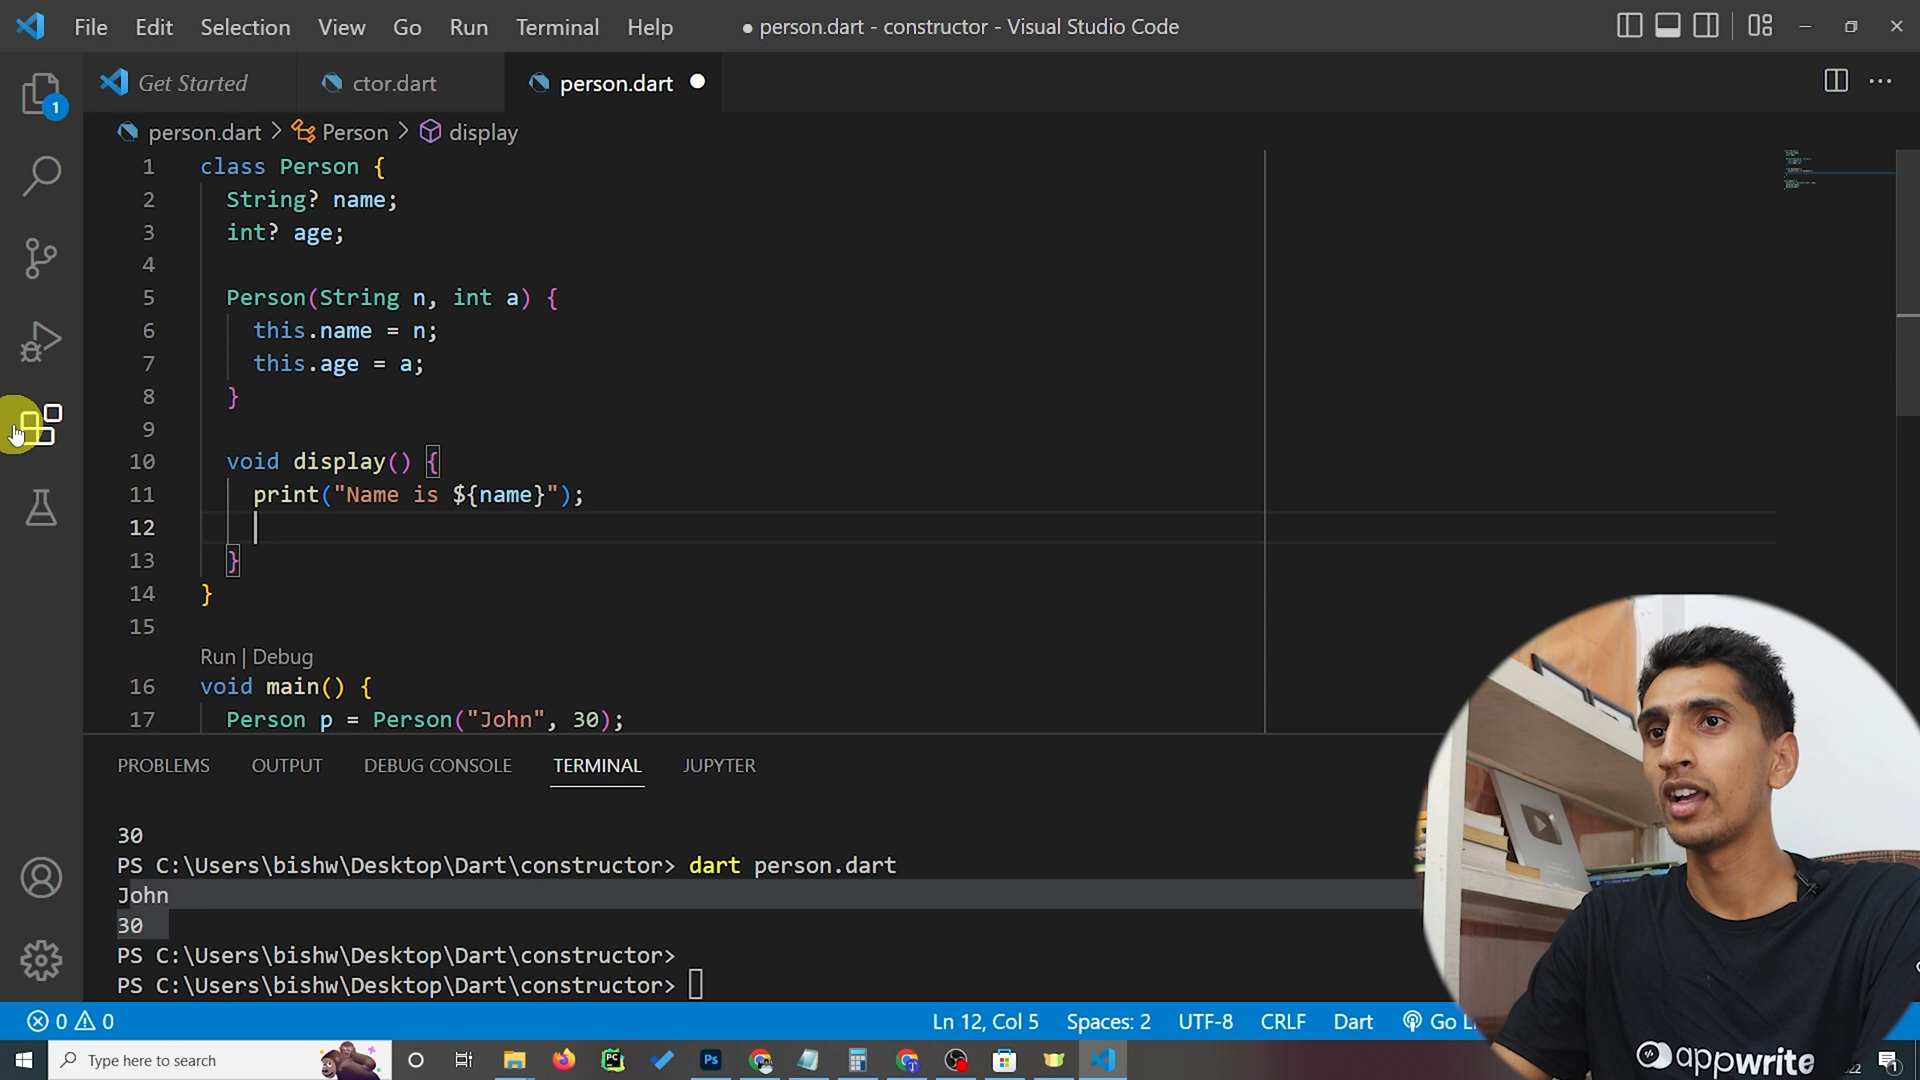 File Edit Selection View Go Run Terminal Help ● person.dart - constructor - Visual Studio Code
Get Started ctor.dart person.dart
1
person.dart > Person > display
1 class Person {
2 String? name;
3 int? age;
4
5 Person(String n, int a) {
6 this.name = n;
7 this.age = a;
8 }
9
10 void display() {
11 print("Name is ${name}");
12
13 }
14 }
15
Run | Debug
16 void main() {
17 Person p = Person("John", 30);
PROBLEMS OUTPUT DEBUG CONSOLE TERMINAL JUPYTER
30
PS C:\Users\bishw\Desktop\Dart\constructor> dart person.dart
John
30
PS C:\Users\bishw\Desktop\Dart\constructor>
PS C:\Users\bishw\Desktop\Dart\constructor>
0 0 Ln 12, Col 5 Spaces: 2 UTF-8 CRLF Dart Go
Type here to search
appwrite